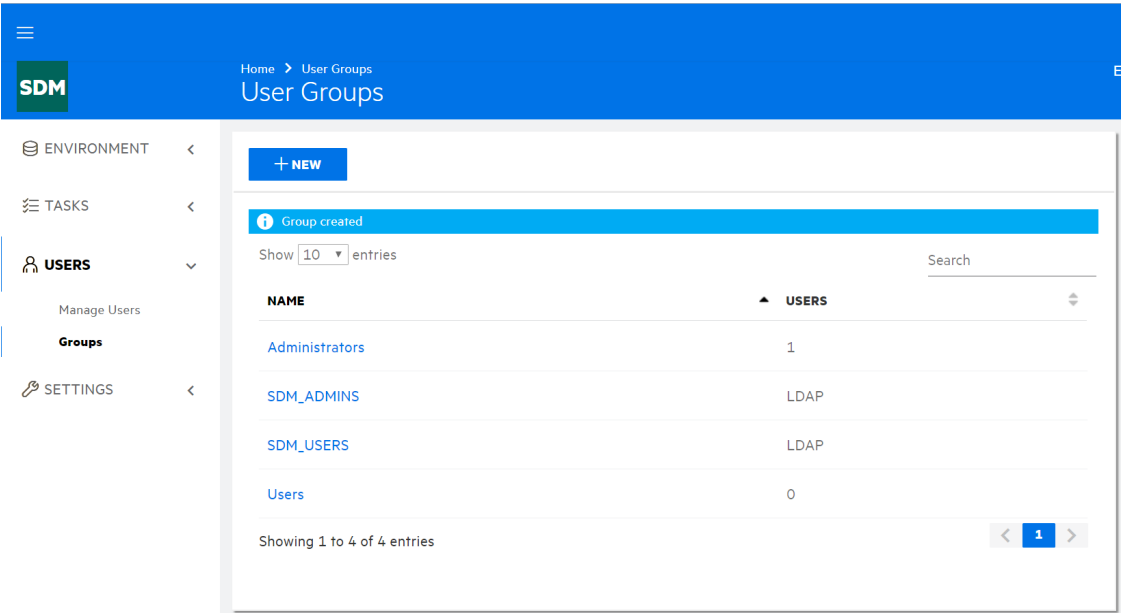 Home > User Groups
SDM
User Groups
E
ENVIRONMENT
TASKS
USERS
Manage Users
Groups
SETTINGS
+ NEW
Group created
Show 10 entries
Search
NAME USERS
Administrators 1
SDM_ADMINS LDAP
SDM_USERS LDAP
Users 0
Showing 1 to 4 of 4 entries
< 1 >